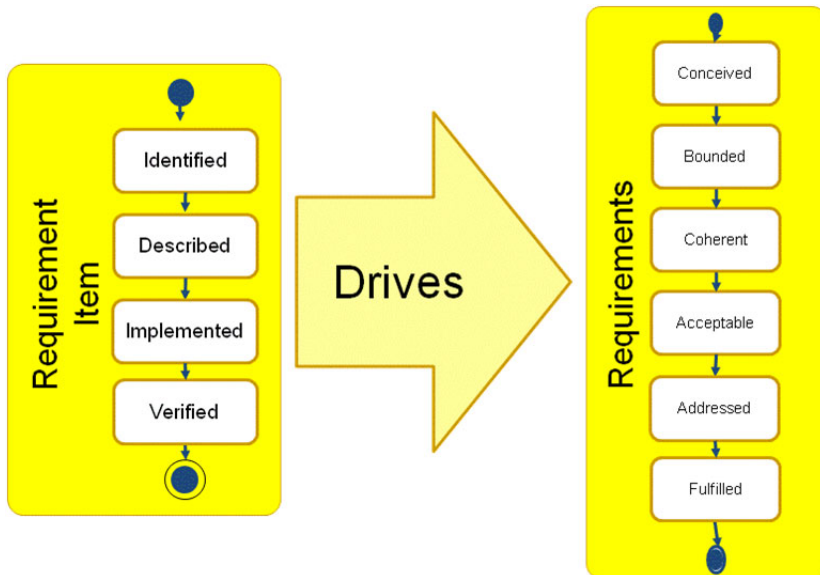 Requirement
Item
Identified
Described
Implemented
Verified
Drives
Requirements
Conceived
Bounded
Coherent
Acceptable
Addressed
Fulfilled